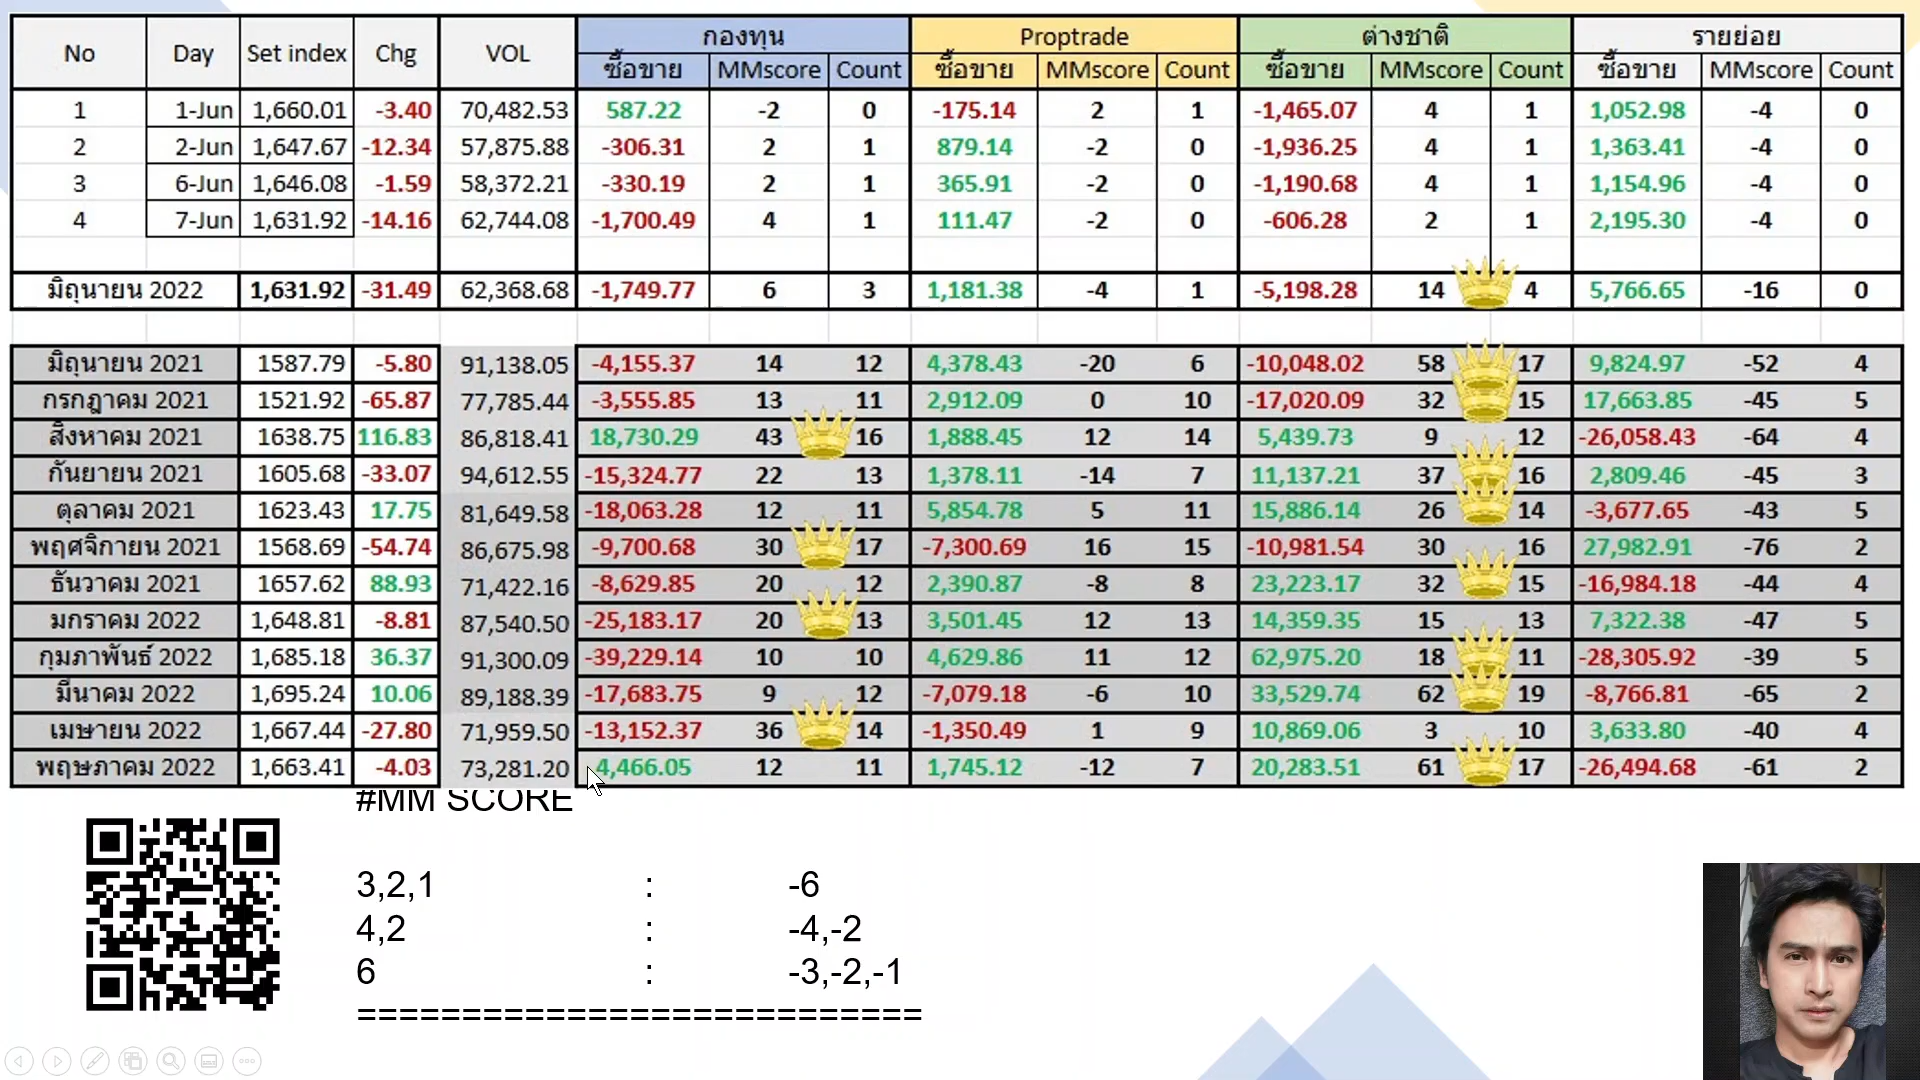 No Day Set index Chg VOL กองทุน Proptrade ต่างชาติ รายย่อย
ซื้อขาย MMscore Count ซื้อขาย MMscore Count ซื้อขาย MMscore Count ซื้อขาย MMscore Count
1 1-Jun 1,660.01 -3.40 70,482.53 587.22 -2 0 -175.14 2 1 -1,465.07 4 1 1,052.98 -4 0
2 2-Jun 1,647.67 -12.34 57,875.88 -306.31 2 1 879.14 -2 0 -1,936.25 4 1 1,363.41 -4 0
3 6-Jun 1,646.08 -1.59 58,372.21 -330.19 2 1 365.91 -2 0 -1,190.68 4 1 1,154.96 -4 0
4 7-Jun 1,631.92 -14.16 62,744.08 -1,700.49 4 1 111.47 -2 0 -606.28 2 1 2,195.30 -4 0
มิถุนายน 2022 1,631.92 -31.49 62,368.68 -1,749.77 6 3 1,181.38 -4 1 -5,198.28 14 4 5,766.65 -16 0
มิถุนายน 2021 1587.79 -5.80 91,138.05 -4,155.37 14 12 4,378.43 -20 6 -10,048.02 58 17 9,824.97 -52 4
กรกฎาคม 2021 1521.92 -65.87 77,785.44 -3,555.85 13 11 2,912.09 0 10 -17,020.09 32 15 17,663.85 -45 5
สิงหาคม 2021 1638.75 116.83 86,818.41 18,730.29 43 16 1,888.45 12 14 5,439.73 9 12 -26,058.43 -64 4
กันยายน 2021 1605.68 -33.07 94,612.55 -15,324.77 22 13 1,378.11 -14 7 11,137.21 37 16 2,809.46 -45 3
ตุลาคม 2021 1623.43 17.75 81,649.58 -18,063.28 12 11 5,854.78 5 11 15,886.14 26 14 -3,677.65 -43 5
พฤศจิกายน 2021 1568.69 -54.74 86,675.98 -9,700.68 30 17 -7,300.69 16 15 -10,981.54 30 16 27,982.91 -76 2
ธันวาคม 2021 1657.62 88.93 71,422.16 -8,629.85 20 12 2,390.87 -8 8 23,223.17 32 15 -16,984.18 -44 4
มกราคม 2022 1,648.81 -8.81 87,540.50 -25,183.17 20 13 3,501.45 12 13 14,359.35 15 13 7,322.38 -47 5
กุมภาพันธ์ 2022 1,685.18 36.37 91,300.09 -39,229.14 10 10 4,629.86 11 12 62,975.20 18 11 -28,305.92 -39 5
มีนาคม 2022 1,695.24 10.06 89,188.39 -17,683.75 9 12 -7,079.18 -6 10 33,529.74 62 19 -8,766.81 -65 2
เมษายน 2022 1,667.44 -27.80 71,959.50 -13,152.37 36 14 -1,350.49 1 9 10,869.06 3 10 3,633.80 -40 4
พฤษภาคม 2022 1,663.41 -4.03 73,281.20 4,466.05 12 11 1,745.12 -12 7 20,283.51 61 17 -26,494.68 -61 2
#MM SCORE
3,2,1 : -6
4,2 : -4,-2
6 : -3,-2,-1
===========================